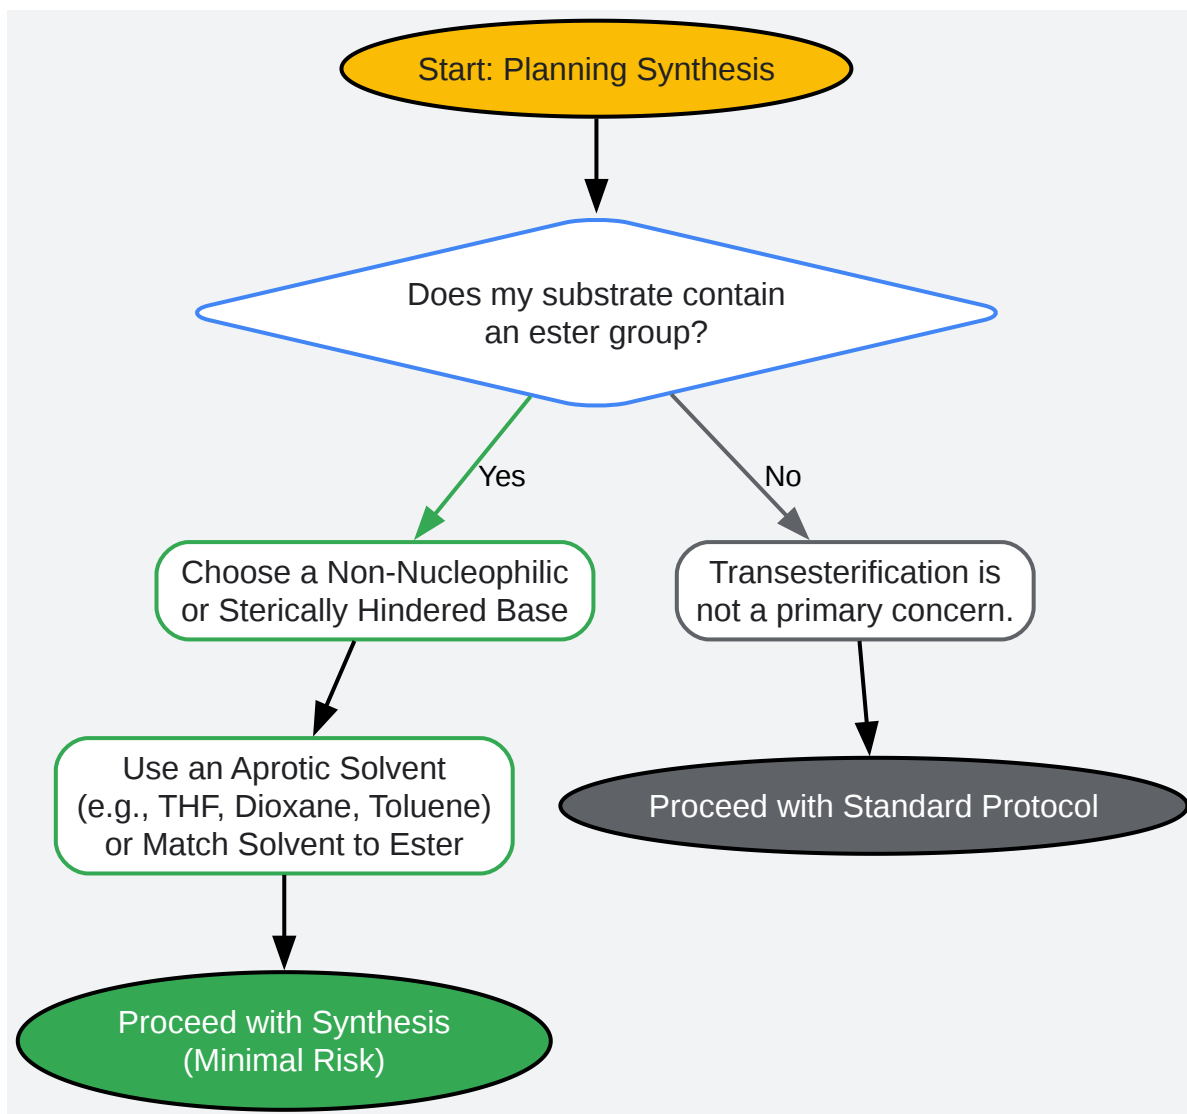 Start: Planning Synthesis
Does my substrate contain
an ester group?
Yes
No
Choose a Non-Nucleophilic
or Sterically Hindered Base
Transesterification is
not a primary concern.
Use an Aprotic Solvent
(e.g., THF, Dioxane, Toluene)
or Match Solvent to Ester
Proceed with Standard Protocol
Proceed with Synthesis
(Minimal Risk)